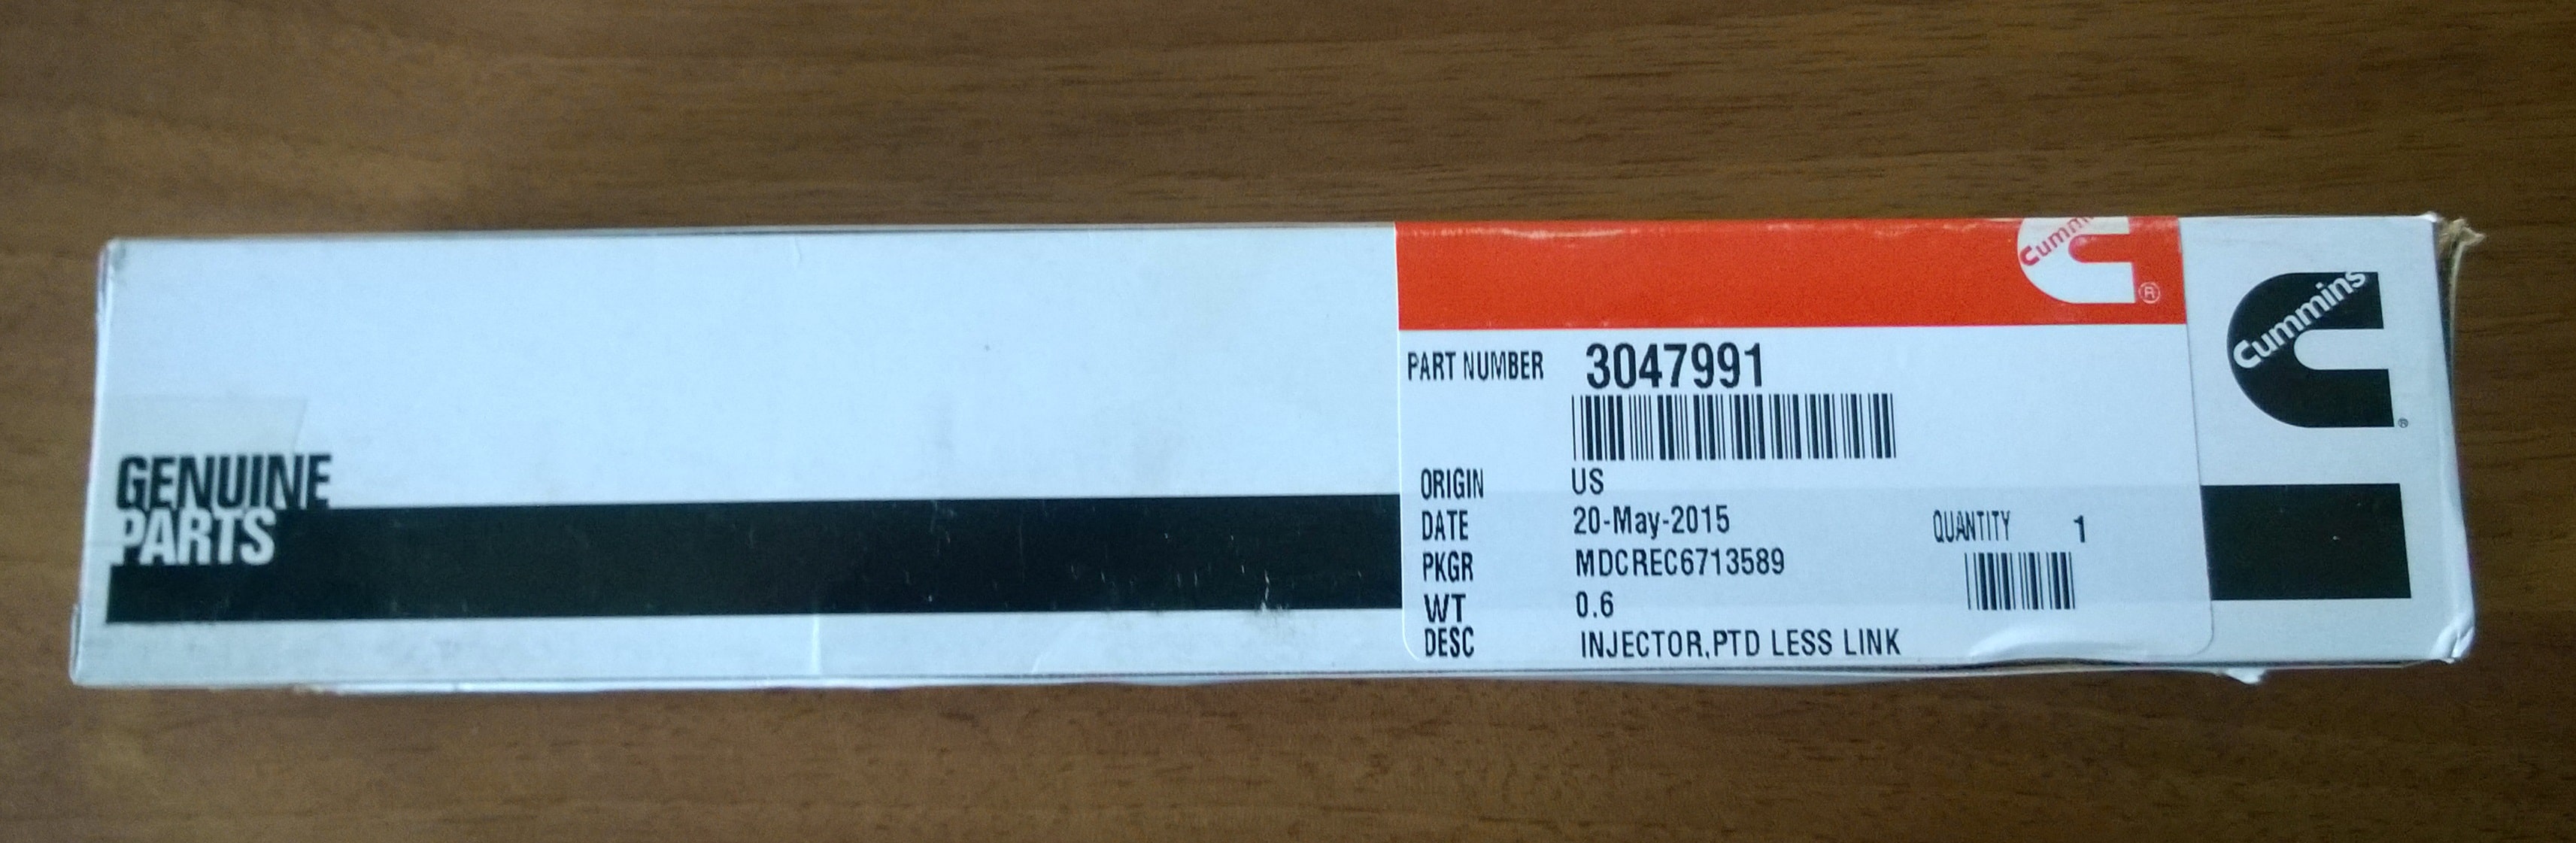 GENUINE
PARTS
Cumm
®
PART NUMBER 3047991
ORIGIN US
DATE 20-May-2015
QUANTITY 1
PKGR MDCREC6713589
WT 0.6
DESC INJECTOR,PTD LESS LINK
Cummins
®